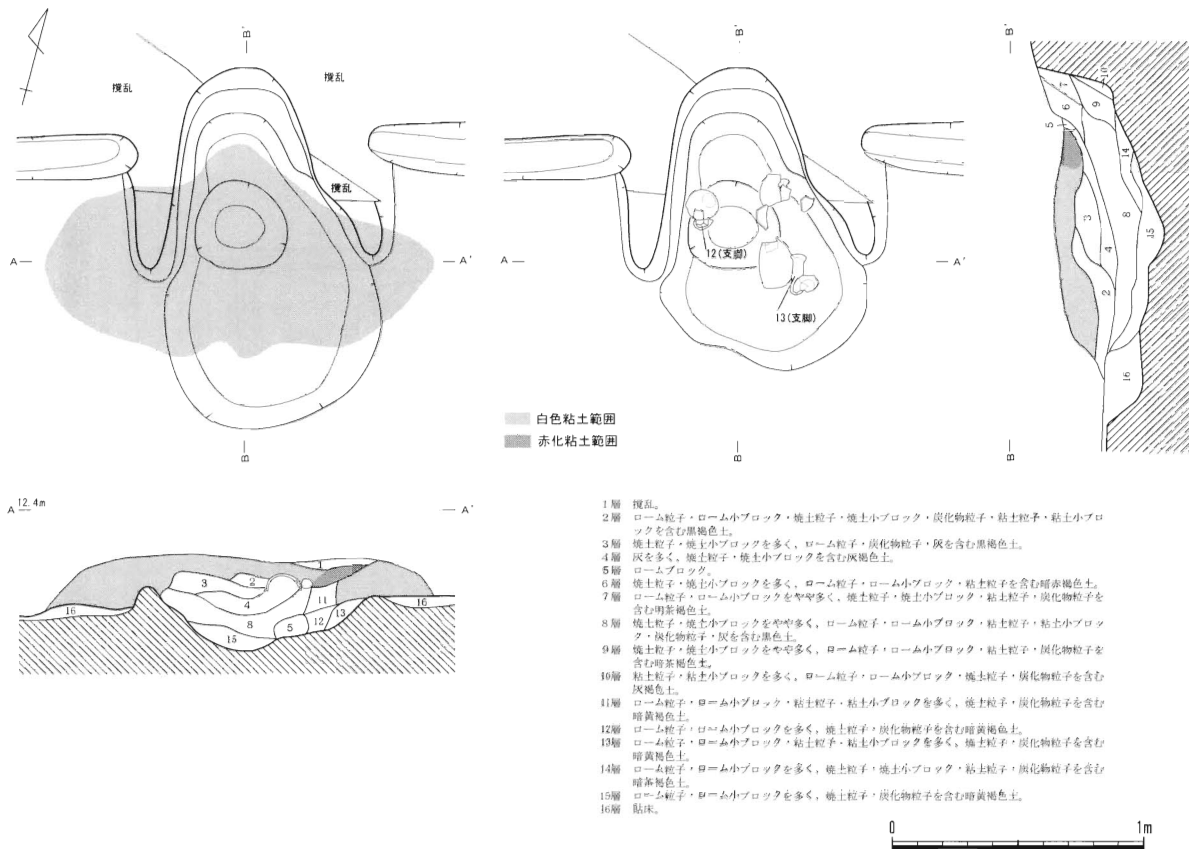 B'
攪乱
攪乱
攪乱
A
A'
B
B'
A
A'
12(支脚)
13(支脚)
B
白色粘土範囲
赤化粘土範囲
B'
10
7
9
6
5
14
3
8
15
4
2
16
B
A 12.4m
A'
1
3
2
4
11
16
8
5
12
13
16
15
1層 攪乱。
2層 ローム粒子・ローム小ブロック・焼土粒子・焼土小ブロック・炭化物粒子・粘土粒子・粘土小ブロ
ックを含む黒褐色土。
3層 焼土粒子・焼土小ブロックを多く、ローム粒子・炭化物粒子・灰を含む黒褐色土。
4層 灰を多く、焼土粒子・焼土小ブロックを含む灰褐色土。
5層 ロームブロック。
6層 焼土粒子・焼土小ブロックを多く、ローム粒子・ローム小ブロック・粘土粒子を含む暗赤褐色土。
7層 ローム粒子・ローム小ブロックをやや多く、焼土粒子・焼土小ブロック・粘土粒子・炭化物粒子を
含む明茶褐色土。
8層 焼土粒子・焼土小ブロックをやや多く、ローム粒子・ローム小ブロック・粘土粒子・粘土小ブロッ
ク・炭化物粒子・灰を含む黒色土。
9層 焼土粒子・焼土小ブロックをやや多く、ローム粒子・ローム小ブロック・粘土粒子・炭化物粒子を
含む暗茶褐色土。
10層 粘土粒子・粘土小ブロックを多く、ローム粒子・ローム小ブロック・焼土粒子・炭化物粒子を含む
灰褐色土。
11層 ローム粒子・ローム小ブロック・粘土粒子・粘土小ブロックを多く、焼土粒子・炭化物粒子を含む
暗黄褐色土。
12層 ローム粒子・ローム小ブロックを多く、焼土粒子・炭化物粒子を含む暗黄褐色土。
13層 ローム粒子・ローム小ブロック・粘土粒子・粘土小ブロックを多く、焼土粒子・炭化物粒子を含む
暗黄褐色土。
14層 ローム粒子・ローム小ブロックを多く、焼土粒子・焼土小ブロック・粘土粒子・炭化物粒子を含む
暗茶褐色土。
15層 ローム粒子・ローム小ブロックを多く、焼土粒子・炭化物粒子を含む暗黄褐色土。
16層 貼床。
0 1m